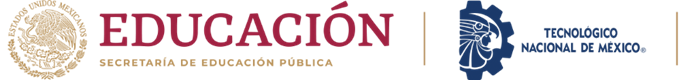 ESTADOS UNIDOS MEXICANOS
EDUCACIÓN
SECRETARÍA DE EDUCACIÓN PÚBLICA
TECNOLÓGICO
NACIONAL DE MÉXICO®